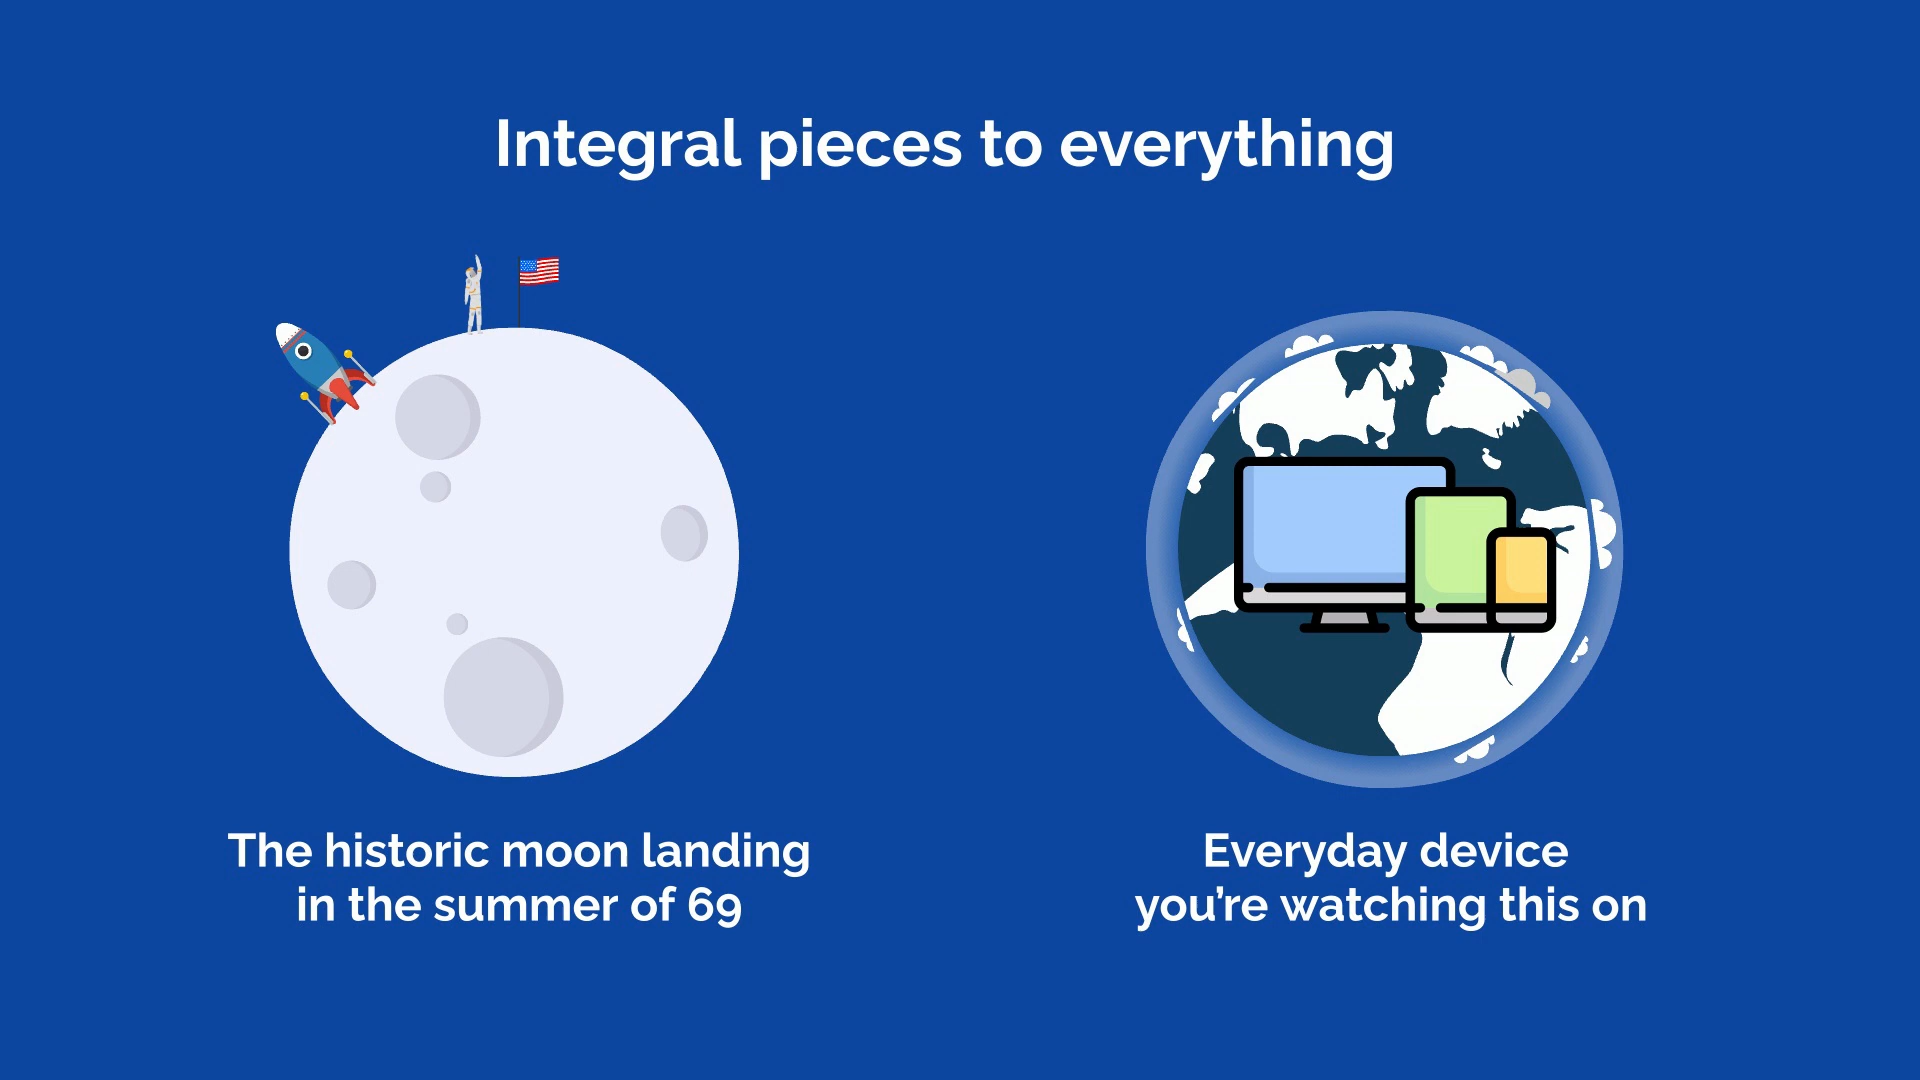 Integral pieces to everything
The historic moon landing
in the summer of 69
Everyday device
you’re watching this on